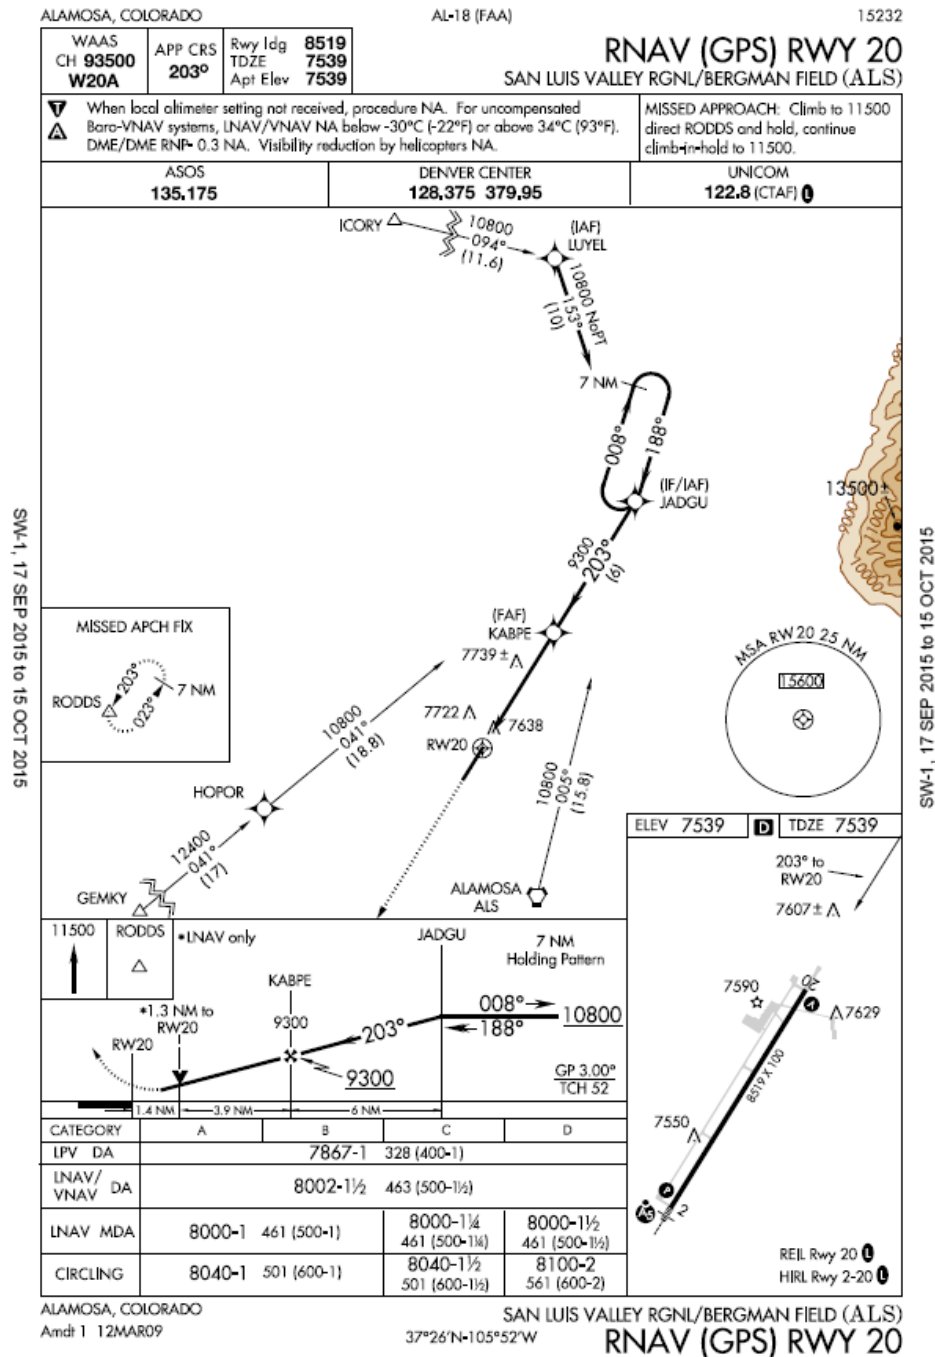 ALAMOSA, COLORADO
AL-18 (FAA)
15232
WAAS
CH 93500
W20A
APP CRS
203°
Rwy ldg 8519
TDZE 7539
Apt Elev 7539
RNAV (GPS) RWY 20
SAN LUIS VALLEY RGNL/BERGMAN FIELD (ALS)
T
A
When local altimeter setting not received, procedure NA. For uncompensated
Baro-VNAV systems, LNAV/VNAV NA below -30°C (-22°F) or above 34°C (93°F).
DME/DME RNP- 0.3 NA. Visibility reduction by helicopters NA.
MISSED APPROACH: Climb to 11500
direct RODDS and hold, continue
climb-in-hold to 11500.
ASOS
135.175
DENVER CENTER
128.375 379.95
UNICOM
122.8 (CTAF) L
ICORY
10800
094°
(11.6)
(IAF)
LUYEL
10800 NoPT
153°
(10)
7 NM
008°
188°
(IF/IAF)
JADGU
13500±
9000
10000
11000
10000
9300
203°
(6)
(FAF)
KABPE
7739±
7722
7638
RW20
MISSED APCH FIX
RODDS
203°
023°
7 NM
10800
041°
(18.8)
HOPOR
12400
041°
(17)
GEMKY
10800
005°
(15.8)
ALAMOSA
ALS
MSA RW20 25 NM
15600
SW-1, 17 SEP 2015 to 15 OCT 2015
SW-1, 17 SEP 2015 to 15 OCT 2015
ELEV 7539
D
TDZE 7539
203° to
RW20
7607±
7590
20
A
7629
8519 X 100
7550
P
A5
2
REIL Rwy 20 L
HIRL Rwy 2-20 L
11500
RODDS
*LNAV only
JADGU
7 NM
Holding Pattern
KABPE
*1.3 NM to
RW20
RW20
9300
203°
008°
188°
10800
9300
GP 3.00°
TCH 52
1.4 NM
3.9 NM
6 NM
CATEGORY A B C D
LPV DA 7867-1 328 (400-1)
LNAV/
VNAV DA 8002-1½ 463 (500-1½)
LNAV MDA 8000-1 461 (500-1) 8000-1¼ 8000-1½
461 (500-1¼) 461 (500-1½)
CIRCLING 8040-1 501 (600-1) 8040-1½ 8100-2
501 (600-1½) 561 (600-2)
ALAMOSA, COLORADO
Amdt 1 12MAR09
37°26'N-105°52'W
SAN LUIS VALLEY RGNL/BERGMAN FIELD (ALS)
RNAV (GPS) RWY 20